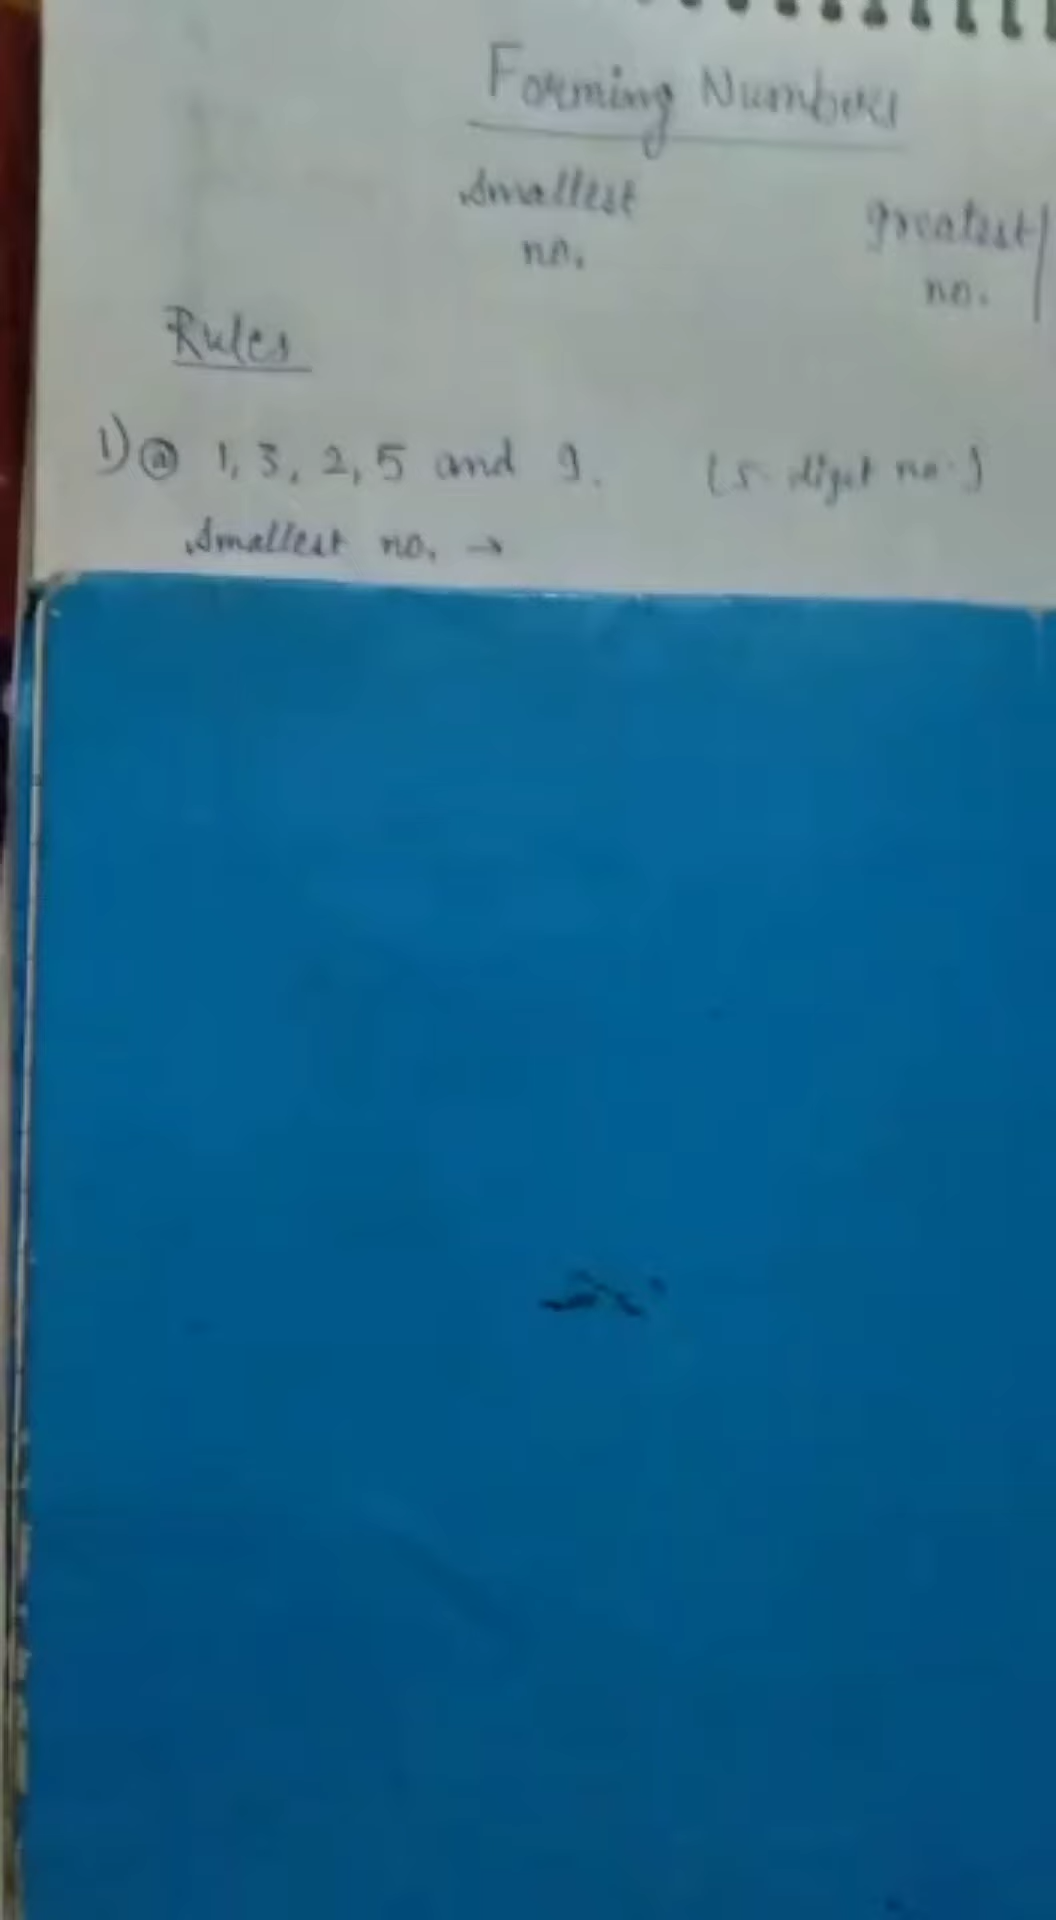 Forming Numbers
Smallest
no.
greatest
no.
Rules
1) (a) 1, 3, 2, 5 and 9. (5-digit no.)
Smallest no. →